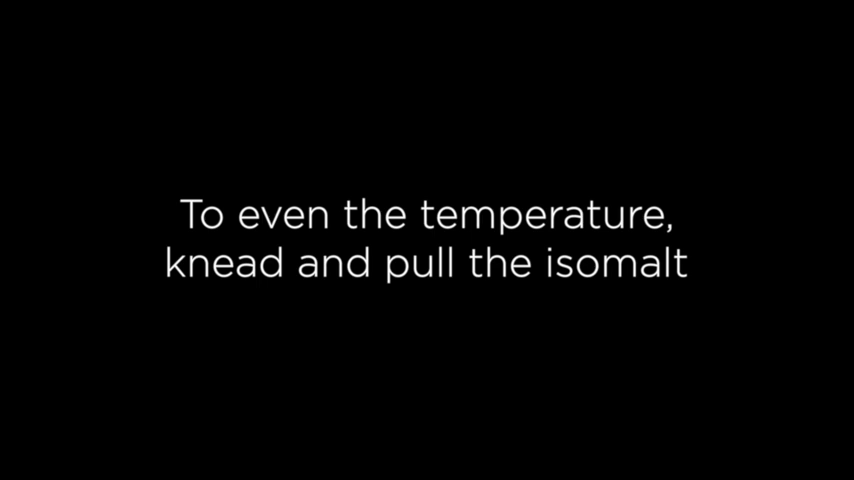 To even the temperature,
knead and pull the isomalt